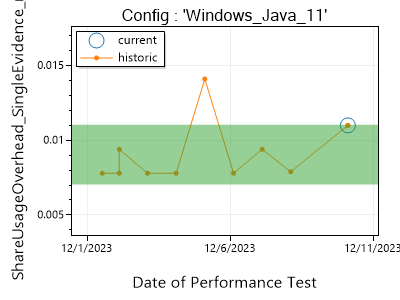 Config : 'Windows_Java_11'
current
historic
0.015
0.01
0.005
12/1/2023
12/6/2023
12/11/2023
Date of Performance Test
ShareUsageOverhead_SingleEvidence_